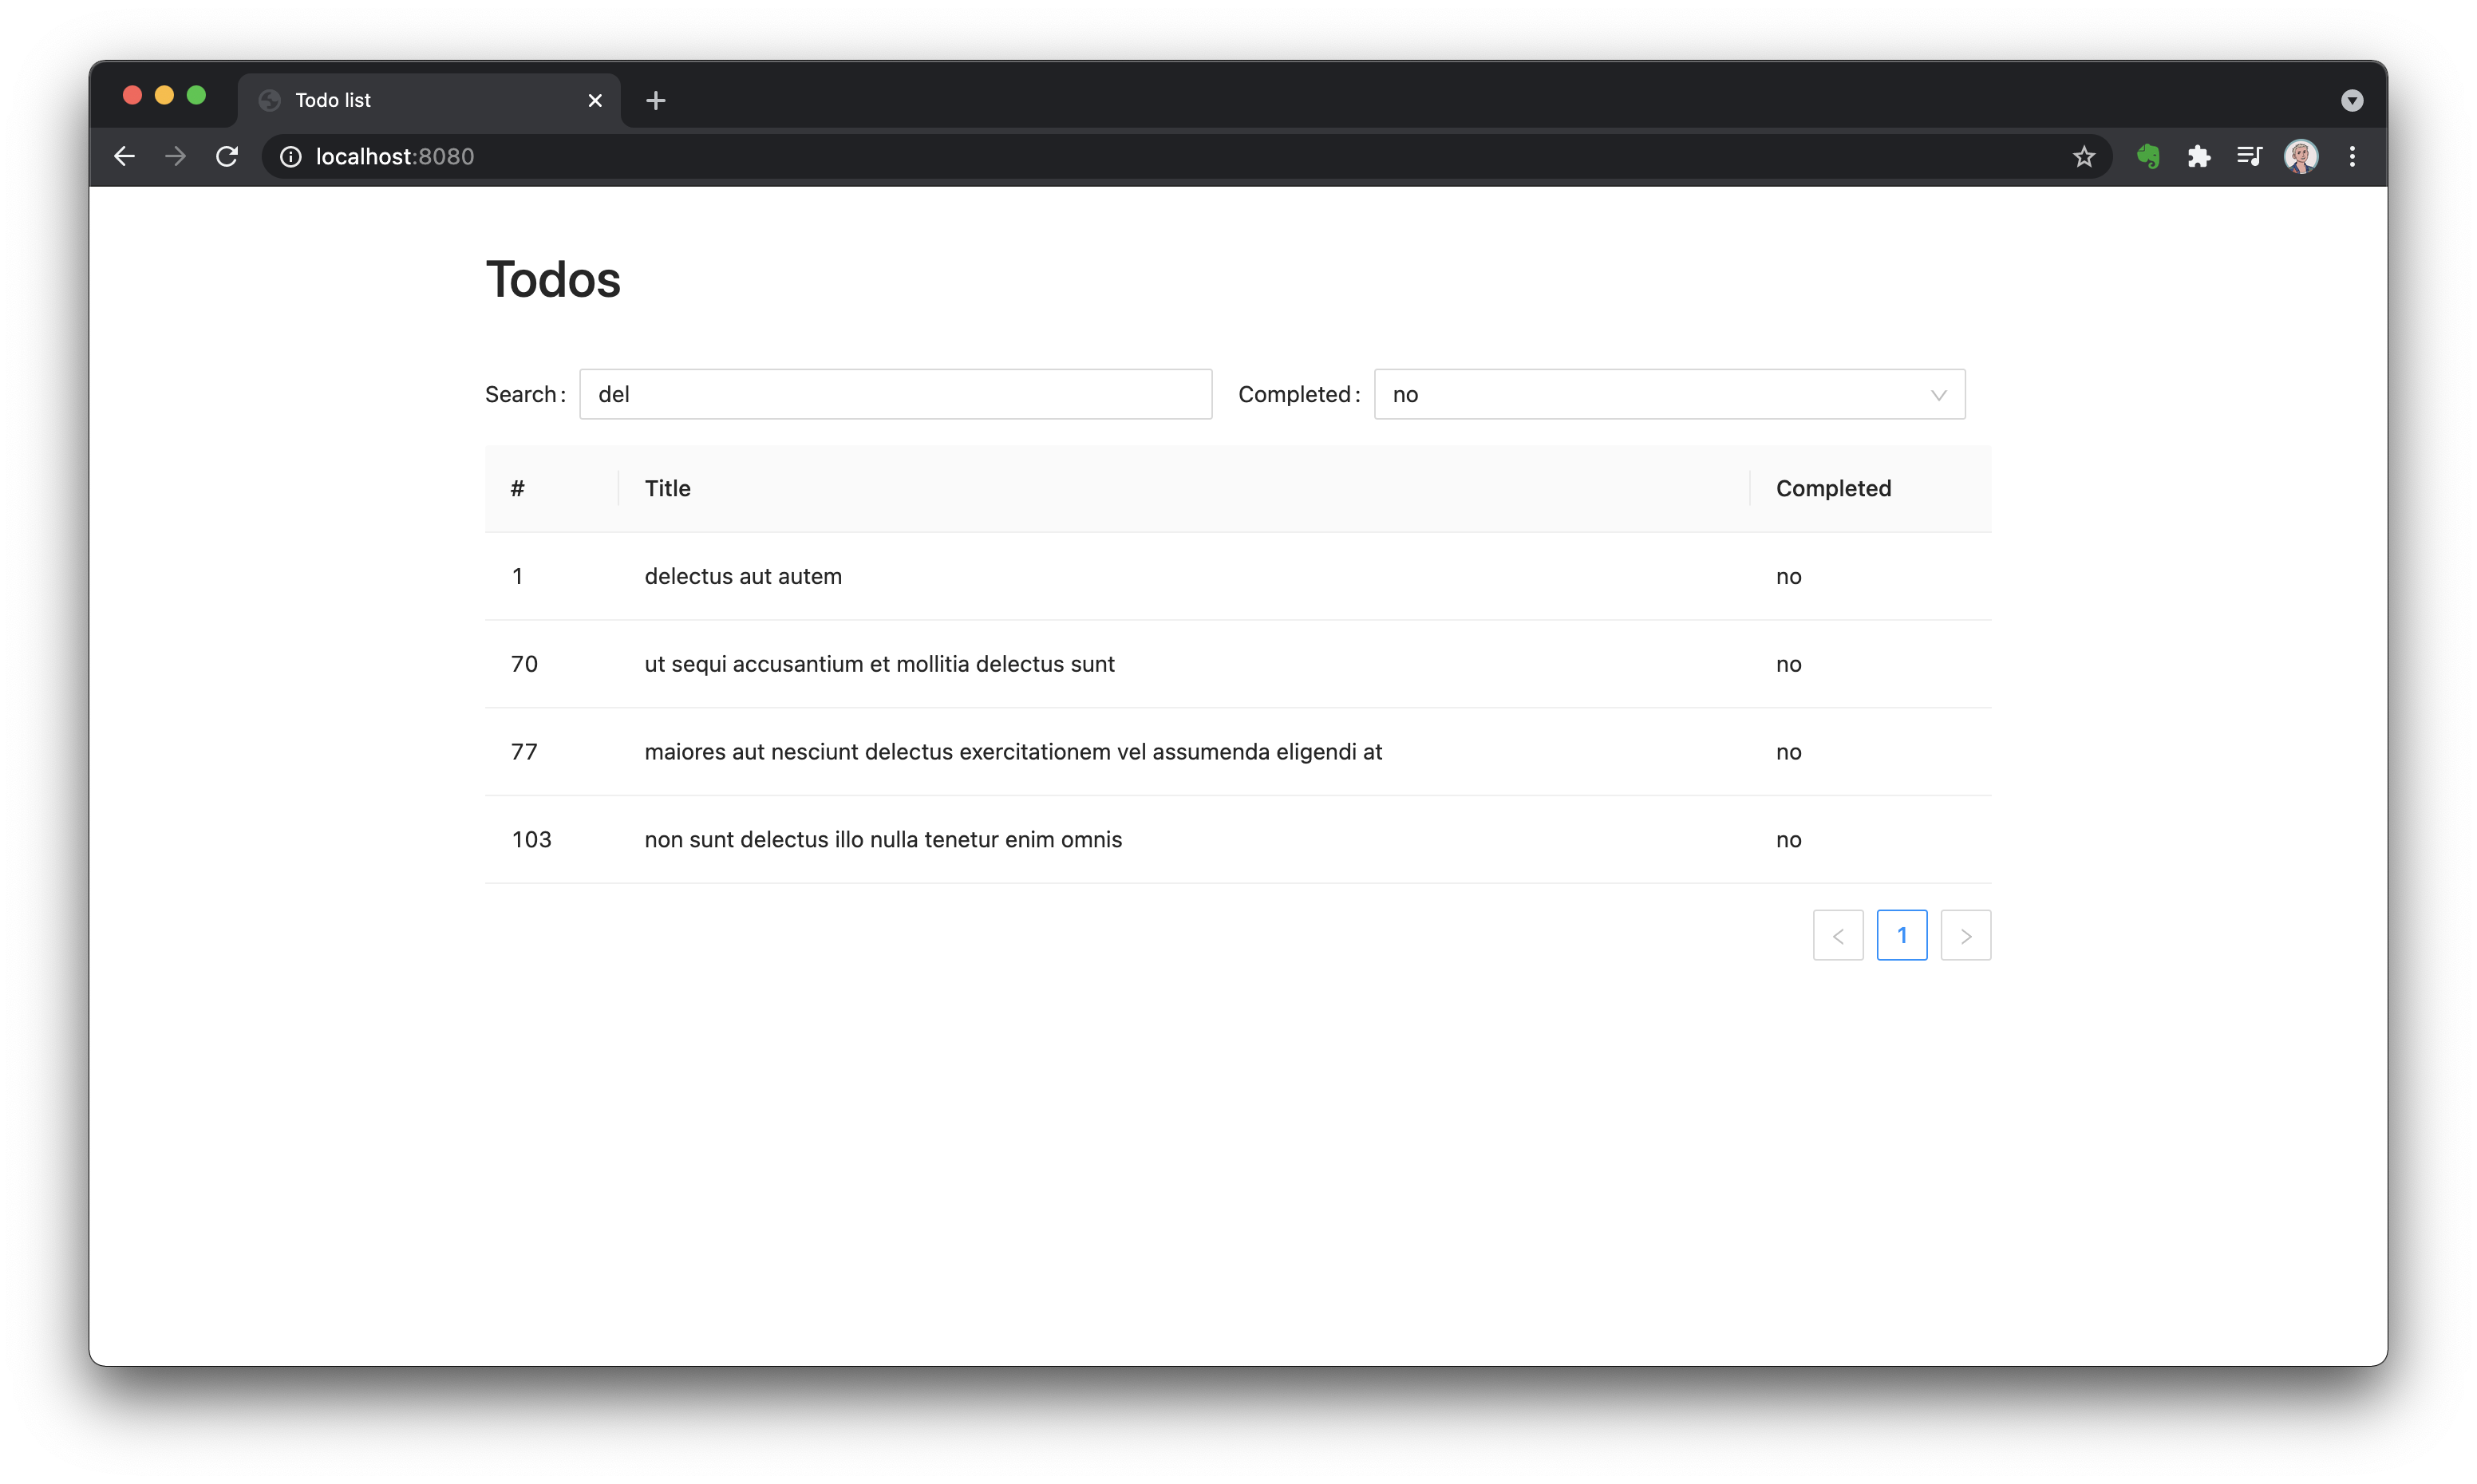 Todo list
localhost:8080
Todos
Search: del Completed: no
# Title Completed
1 delectus aut autem no
70 ut sequi accusantium et mollitia delectus sunt no
77 maiores aut nesciunt delectus exercitationem vel assumenda eligendi at no
103 non sunt delectus illo nulla tenetur enim omnis no
< 1 >